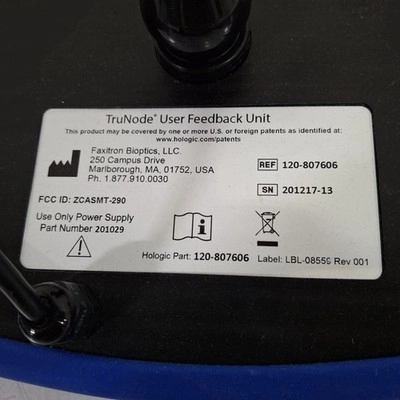 TruNode® User Feedback Unit
This product may be covered by one or more U.S. or foreign patents as identified at:
www.hologic.com/patents
Faxitron Bioptics, LLC.
250 Campus Drive
Marlborough, MA, 01752, USA
Ph. 1.877.910.0030
REF 120-807606
SN 201217-13
FCC ID: ZCASMT-290
Use Only Power Supply
Part Number 201029
Hologic Part: 120-807606 Label: LBL-08559 Rev 001